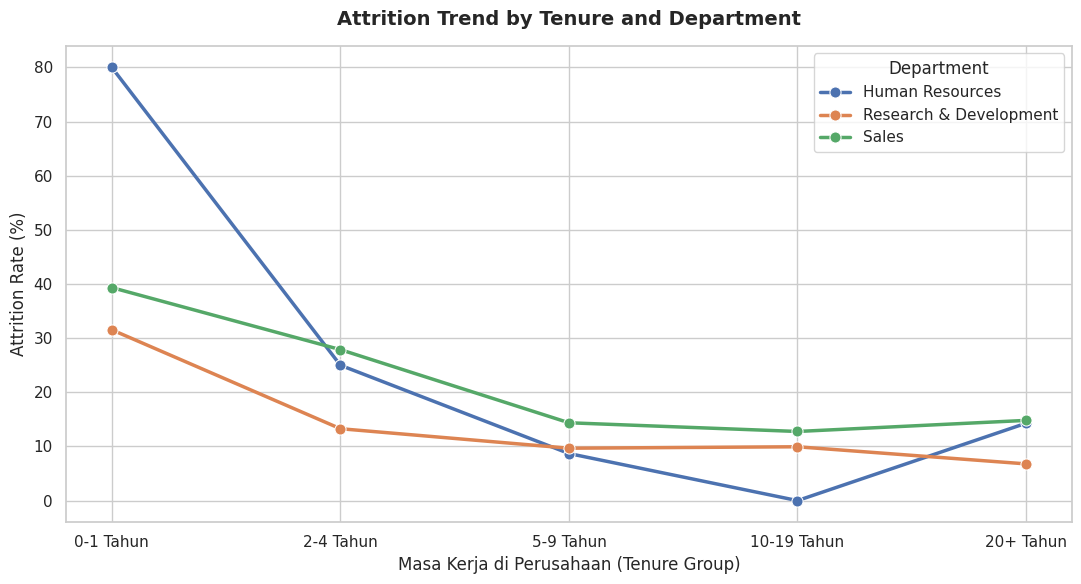 Attrition Trend by Tenure and Department
Department
Human Resources
Research & Development
Sales
Attrition Rate (%)
80
70
60
50
40
30
20
10
0
0-1 Tahun
2-4 Tahun
5-9 Tahun
10-19 Tahun
20+ Tahun
Masa Kerja di Perusahaan (Tenure Group)